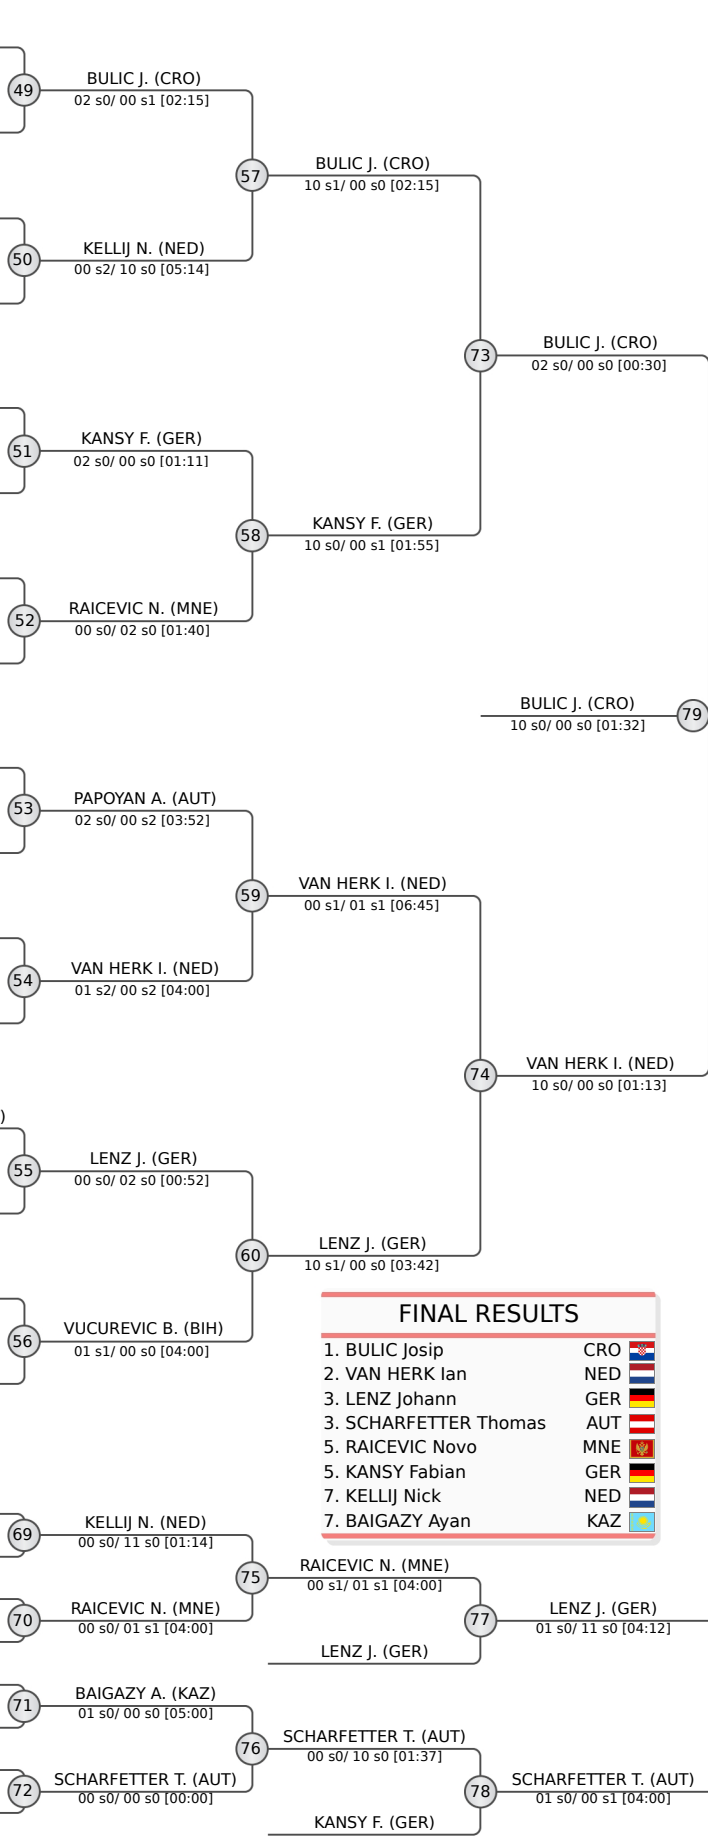 BULIC J. (CRO)
49
02 s0/ 00 s1 [02:15]
BULIC J. (CRO)
57
10 s1/ 00 s0 [02:15]
KELLIJ N. (NED)
50
00 s2/ 10 s0 [05:14]
BULIC J. (CRO)
73
02 s0/ 00 s0 [00:30]
KANSY F. (GER)
51
02 s0/ 00 s0 [01:11]
KANSY F. (GER)
58
10 s0/ 00 s1 [01:55]
RAICEVIC N. (MNE)
52
00 s0/ 02 s0 [01:40]
BULIC J. (CRO)
79
10 s0/ 00 s0 [01:32]
PAPOYAN A. (AUT)
53
02 s0/ 00 s2 [03:52]
VAN HERK I. (NED)
59
00 s1/ 01 s1 [06:45]
VAN HERK I. (NED)
54
01 s2/ 00 s2 [04:00]
VAN HERK I. (NED)
74
10 s0/ 00 s0 [01:13]
)
LENZ J. (GER)
55
00 s0/ 02 s0 [00:52]
LENZ J. (GER)
60
10 s1/ 00 s0 [03:42]
VUCUREVIC B. (BIH)
56
01 s1/ 00 s0 [04:00]
FINAL RESULTS
1. BULIC Josip CRO
2. VAN HERK Ian NED
3. LENZ Johann GER
3. SCHARFETTER Thomas AUT
5. RAICEVIC Novo MNE
5. KANSY Fabian GER
7. KELLIJ Nick NED
7. BAIGAZY Ayan KAZ
KELLIJ N. (NED)
69
00 s0/ 11 s0 [01:14]
RAICEVIC N. (MNE)
75
00 s1/ 01 s1 [04:00]
RAICEVIC N. (MNE)
70
00 s0/ 01 s1 [04:00]
LENZ J. (GER)
77
01 s0/ 11 s0 [04:12]
LENZ J. (GER)
BAIGAZY A. (KAZ)
71
01 s0/ 00 s0 [05:00]
SCHARFETTER T. (AUT)
76
00 s0/ 10 s0 [01:37]
SCHARFETTER T. (AUT)
72
00 s0/ 00 s0 [00:00]
SCHARFETTER T. (AUT)
78
01 s0/ 00 s1 [04:00]
KANSY F. (GER)